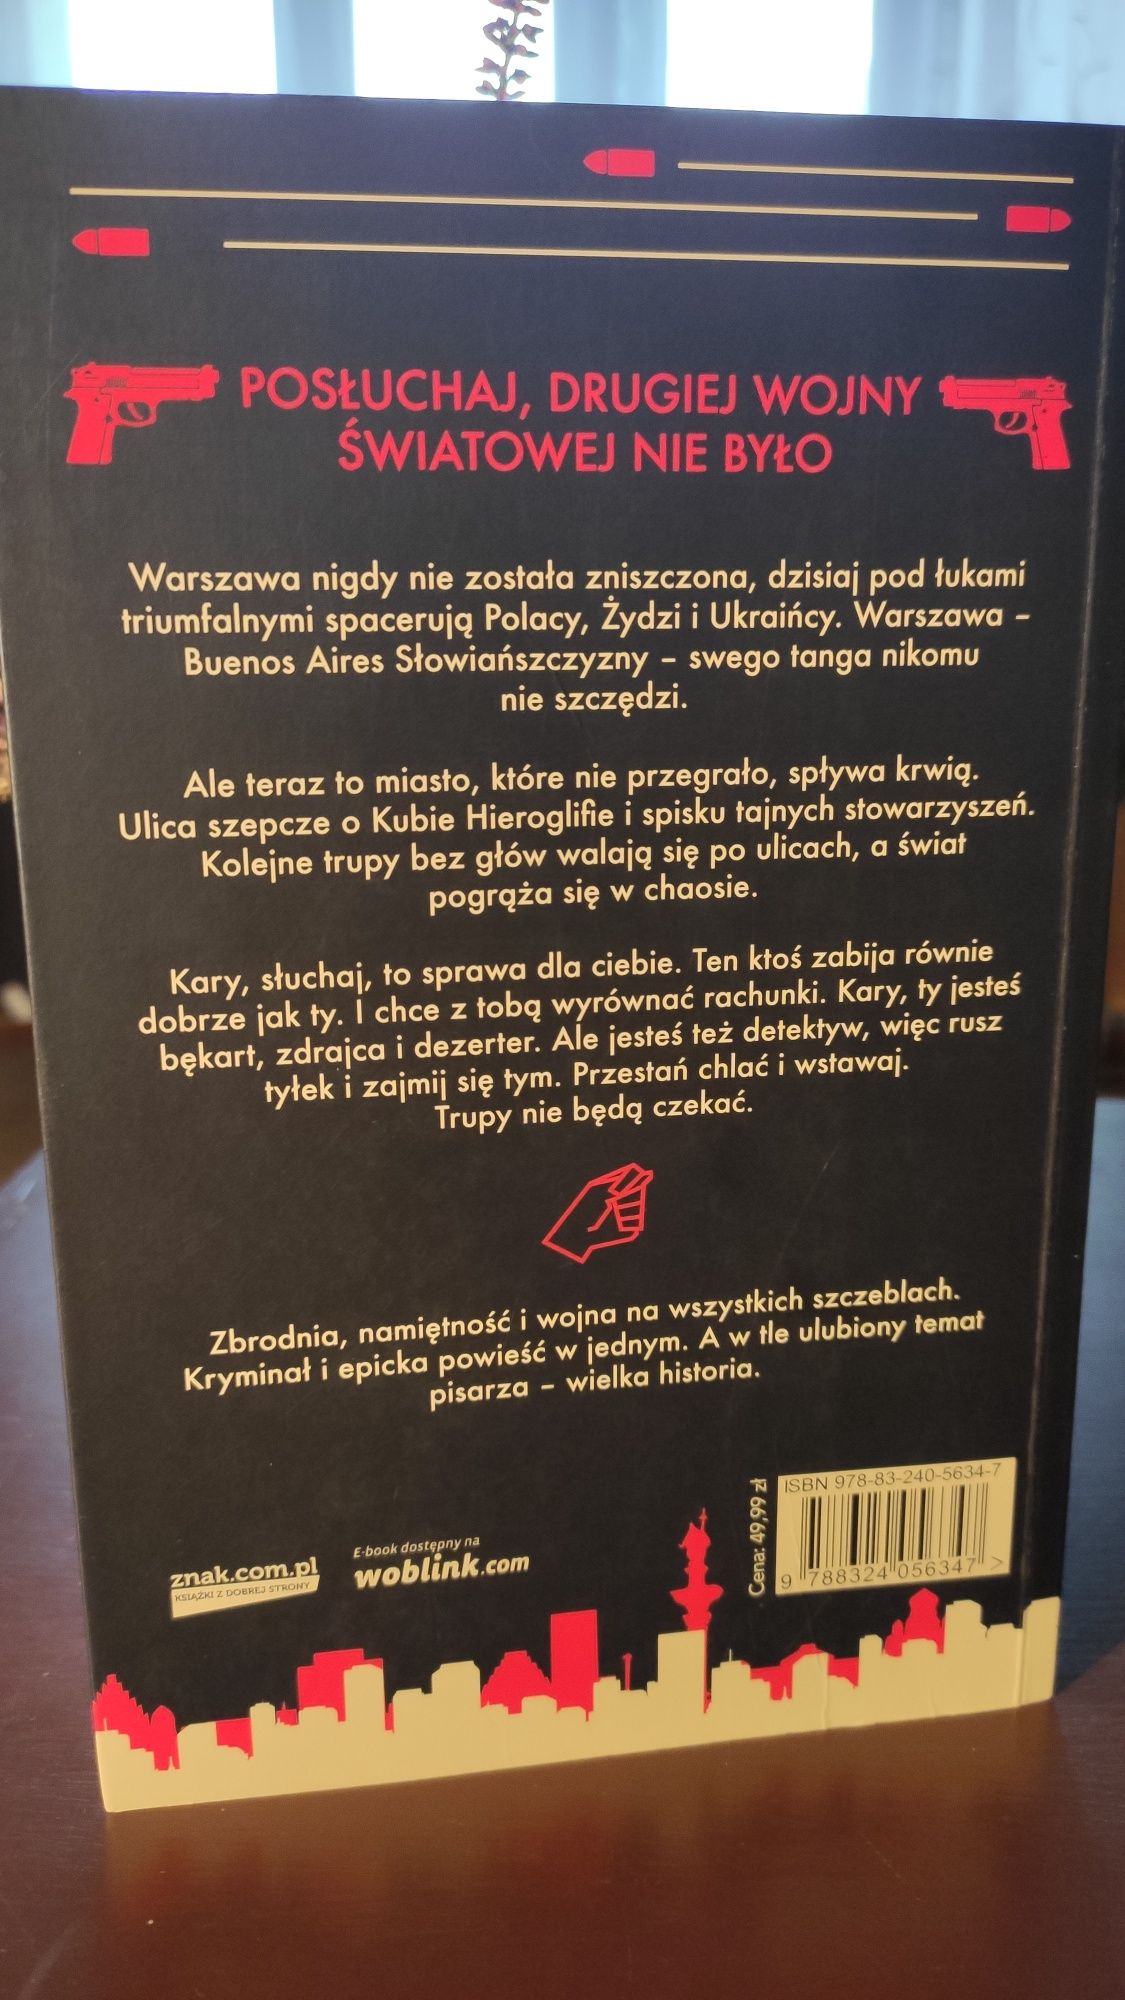 POSŁUCHAJ, DRUGIEJ WOJNY
ŚWIATOWEJ NIE BYŁO
Warszawa nigdy nie została zniszczona, dzisiaj pod łukami
triumfalnymi spacerują Polacy, Żydzi i Ukraińcy. Warszawa –
Buenos Aires Słowiańszczyzny – swego tanga nikomu
nie szczędzi.
Ale teraz to miasto, które nie przegrało, spływa krwią.
Ulica szepcze o Kubie Hieroglifie i spisku tajnych stowarzyszeń.
Kolejne trupy bez głów walają się po ulicach, a świat
pogrąża się w chaosie.
Kary, słuchaj, to sprawa dla ciebie. Ten ktoś zabija równie
dobrze jak ty. I chce z tobą wyrównać rachunki. Kary, ty jesteś
bękart, zdrajca i dezerter. Ale jesteś też detektyw, więc rusz
tyłek i zajmij się tym. Przestań chlać i wstawaj.
Trupy nie będą czekać.
Zbrodnia, namiętność i wojna na wszystkich szczeblach.
Kryminał i epicka powieść w jednym. A w tle ulubiony temat
pisarza – wielka historia.
znak.com.pl
KSIĄŻKI Z DOBREJ STRONY
E-book dostępny na
woblink.com
Cena: 49,99 zł
ISBN 978-83-240-5634-7
9 788324 056347 >